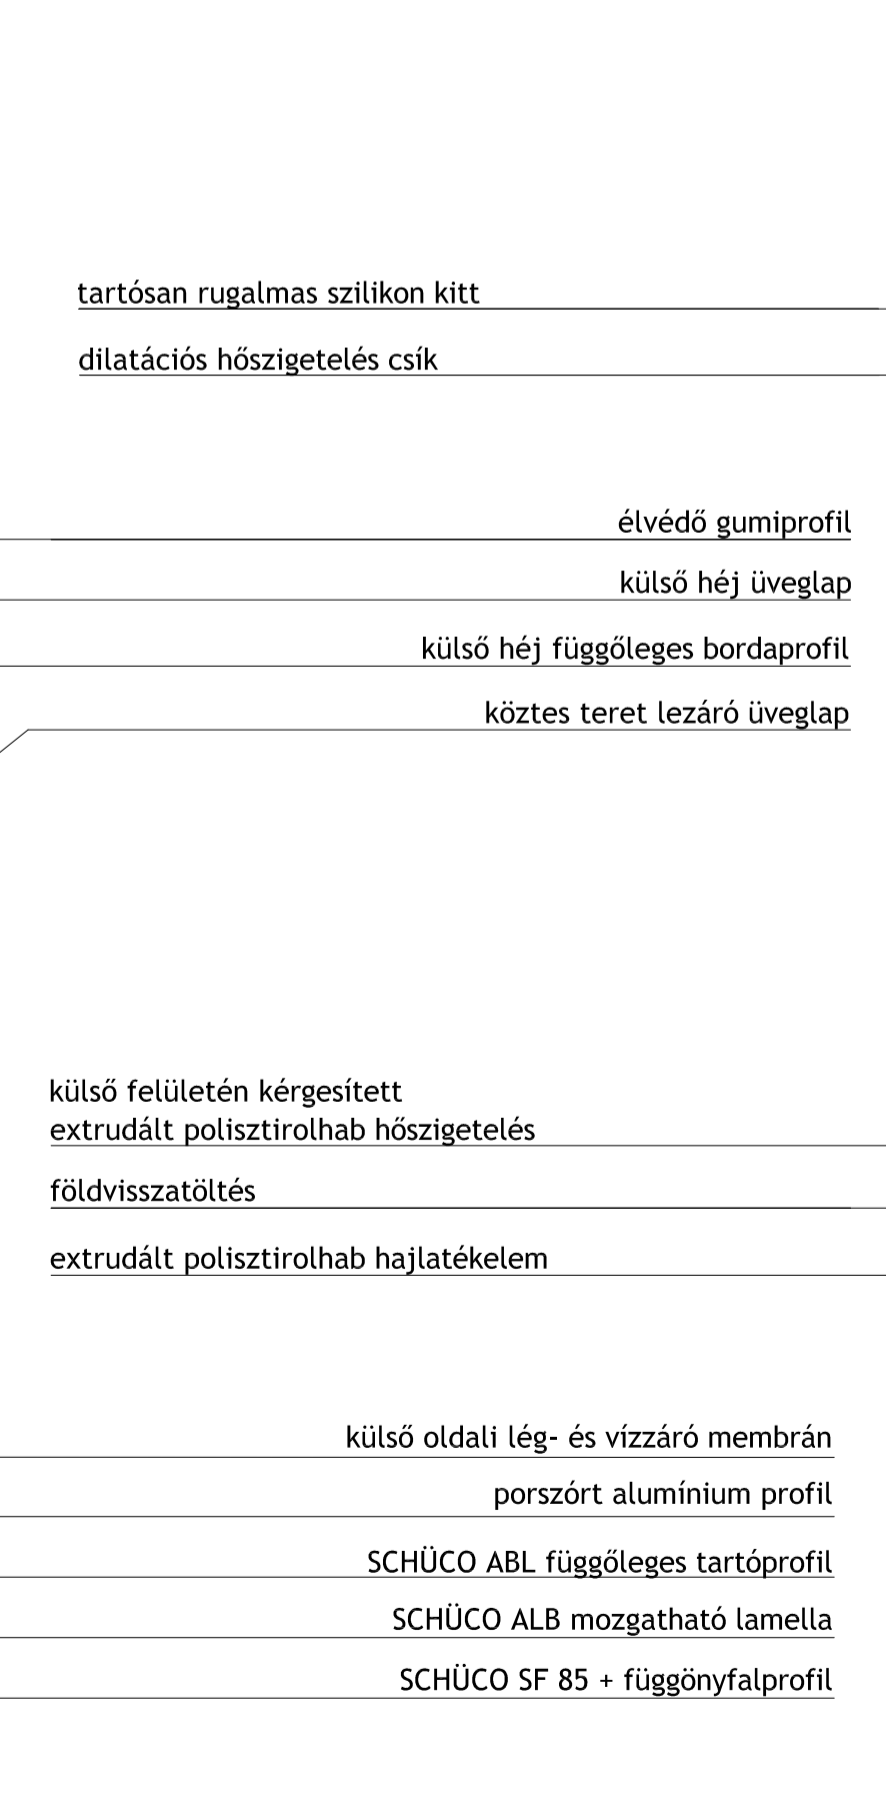 tartósan rugalmas szilikon kitt
dilatációs hőszigetelés csík
élvédő gumiprofil
külső héj üveglap
külső héj függőleges bordaprofil
köztes teret lezáró üveglap
külső felületén kérgesített
extrudált polisztirolhab hőszigetelés
földvisszatöltés
extrudált polisztirolhab hajlatékelem
külső oldali lég- és vízzáró membrán
porszórt alumínium profil
SCHÜCO ABL függőleges tartóprofil
SCHÜCO ALB mozgatható lamella
SCHÜCO SF 85 + függönyfalprofil